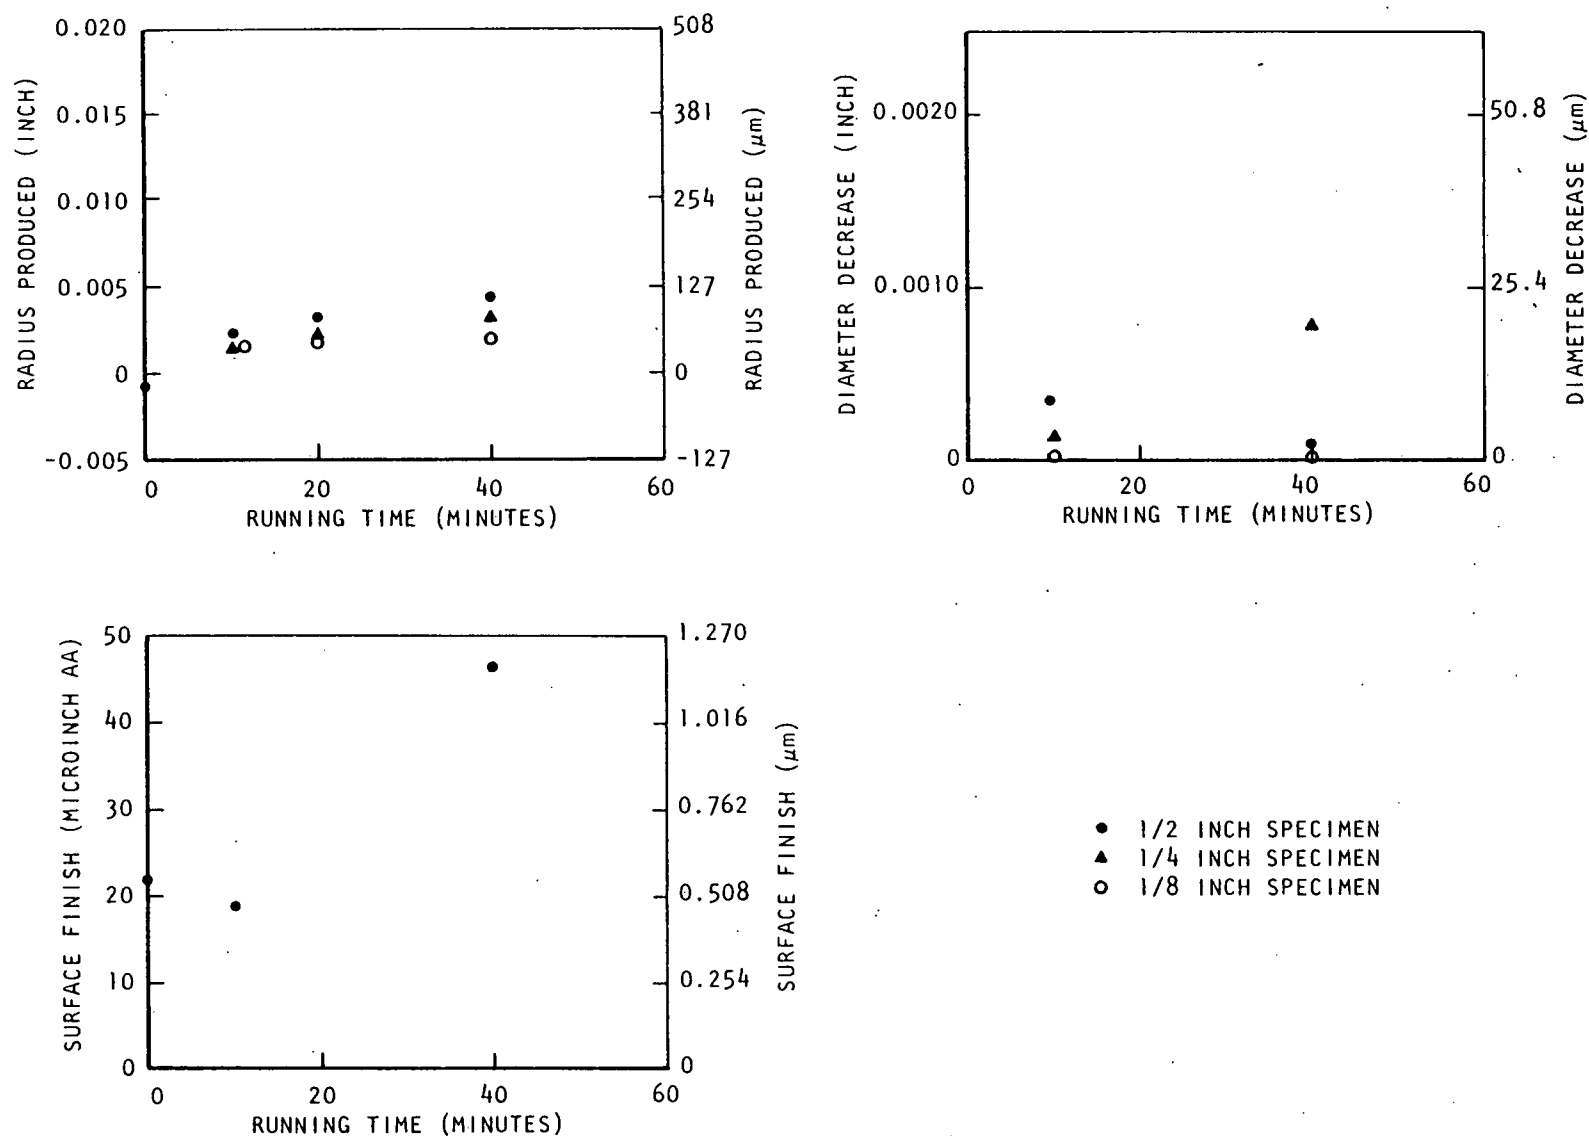 RADIUS PRODUCED (INCH)
0.020
0.015
0.010
0.005
0
-0.005
508
381
254
127
0
-127
RADIUS PRODUCED (μm)
0 20 40 60
RUNNING TIME (MINUTES)
DIAMETER DECREASE (INCH)
0.0020
0.0010
0
50.8
25.4
0
DIAMETER DECREASE (μm)
0 20 40 60
RUNNING TIME (MINUTES)
SURFACE FINISH (MICROINCH AA)
50
40
30
20
10
0
1.270
1.016
0.762
0.508
0.254
0
SURFACE FINISH (μm)
0 20 40 60
RUNNING TIME (MINUTES)
1/2 INCH SPECIMEN
1/4 INCH SPECIMEN
1/8 INCH SPECIMEN